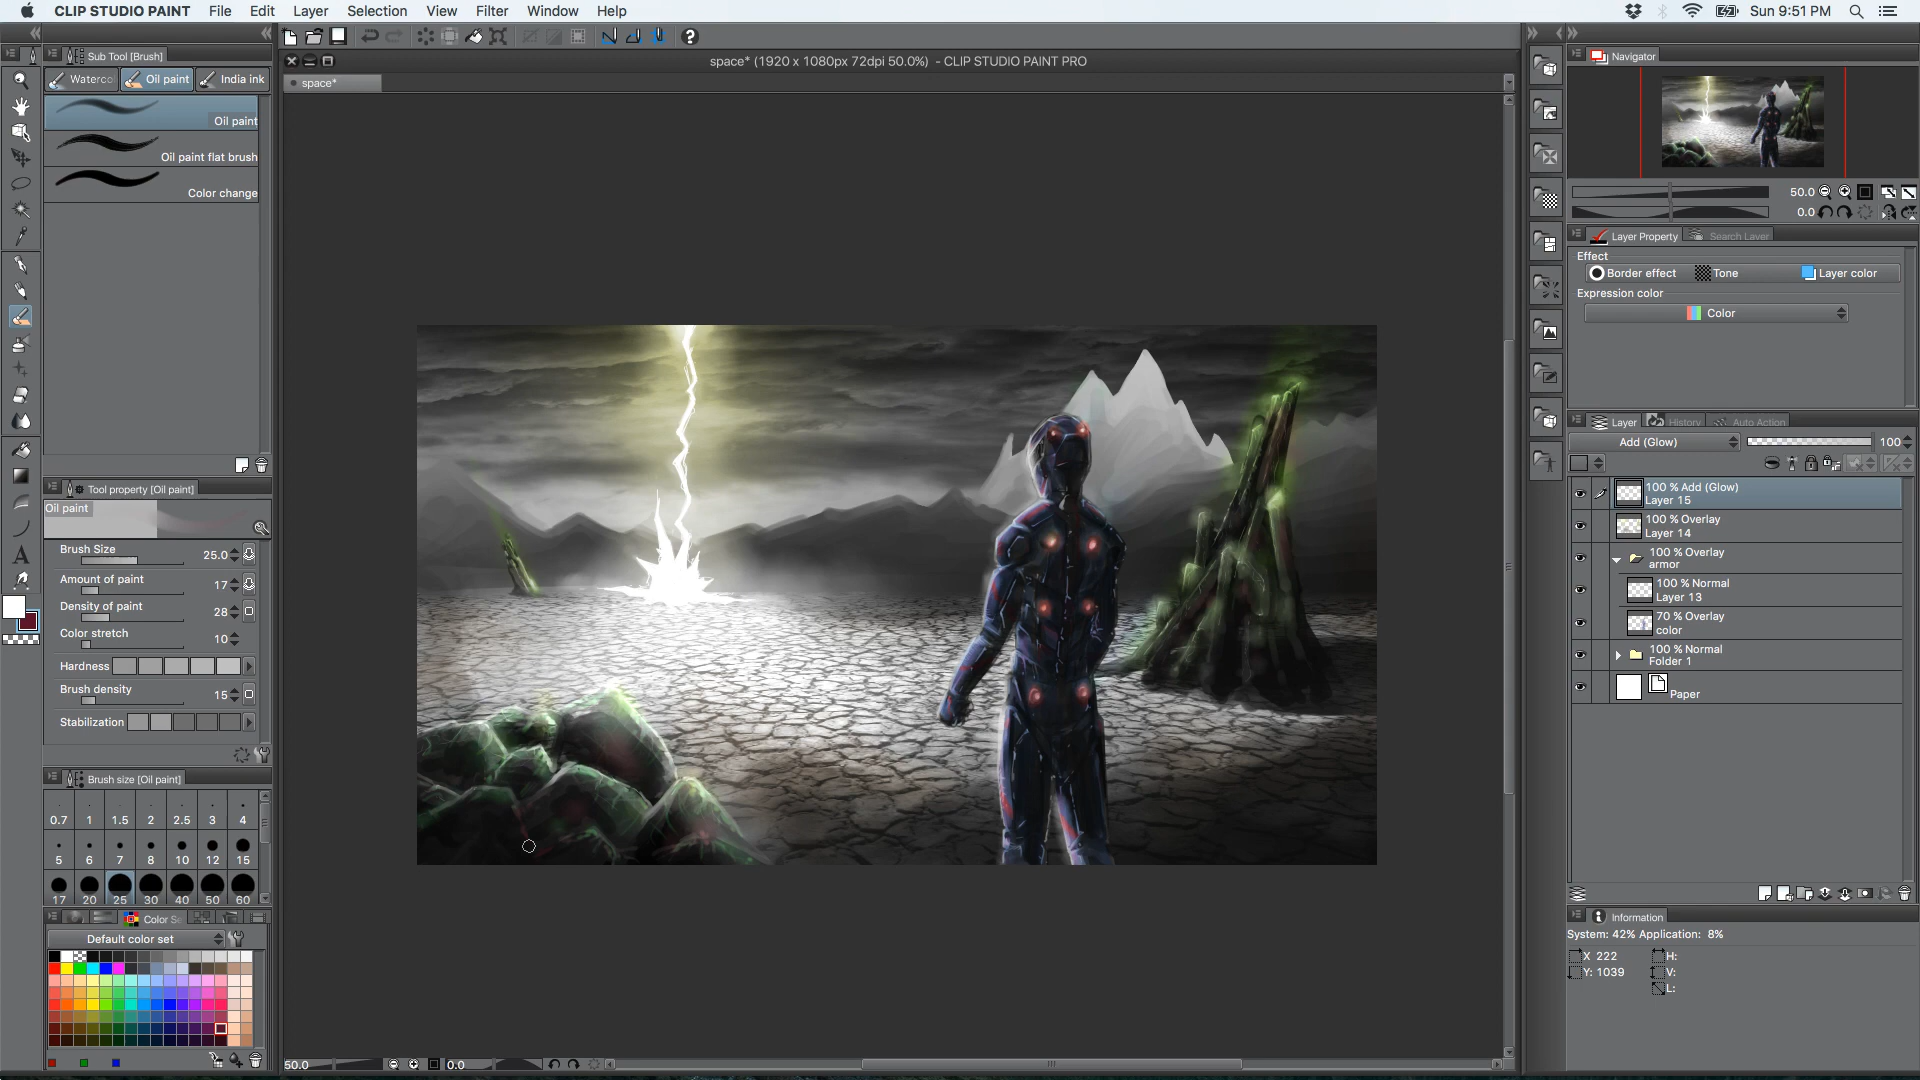 CLIP STUDIO PAINT File Edit Layer Selection View Filter Window Help
Sun 9:51 PM
Sub Tool [Brush]
Oil paint India ink
Oil paint
Oil paint flat brush
Color change
Tool property [Oil paint]
Oil paint
Brush Size 25.0
Amount of paint 17
Density of paint 28
Color stretch 10
Hardness
Brush density 15
Stabilization
Brush size [Oil paint]
0.7 1 1.5 2 2.5 3 4
5 6 7 8 10 12 15
17 20 25 30 40 50 60
Color Se
Default color set
space* (1920 x 1080px 72dpi 50.0%) - CLIP STUDIO PAINT PRO
space*
50.0 0.0
Navigator
50.0
0.0
Layer Property Search Layer
Effect
Border effect Tone Layer color
Expression color
Color
Layer History Auto Action
Add (Glow) 100
100 % Add (Glow)
Layer 15
100 % Overlay
Layer 14
100 % Overlay
armor
100 % Normal
Layer 13
70 % Overlay
color
100 % Normal
Folder 1
Paper
Information
System: 42% Application: 8%
X 222 H:
Y: 1039 V:
L: